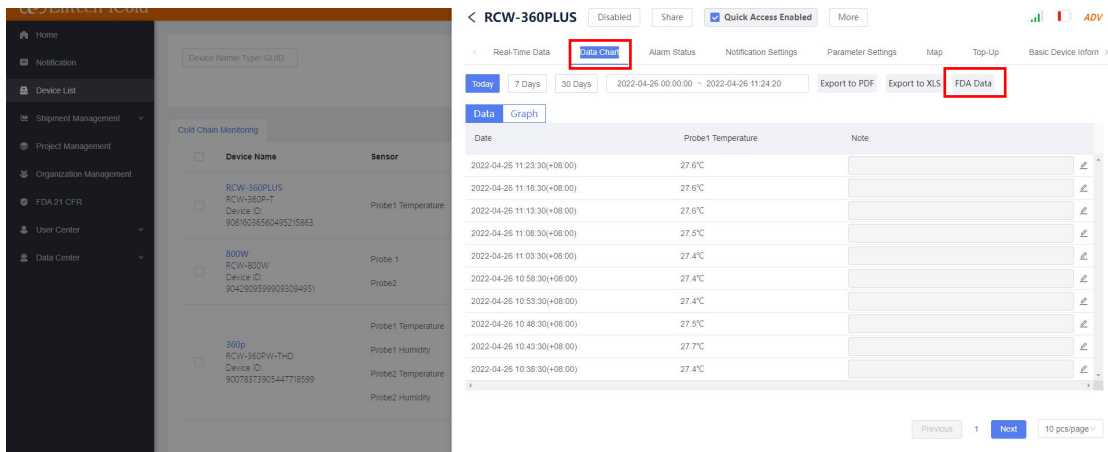 Elitech iCold
Home
Notification
Device List
Shipment Management
Project Management
Organization Management
FDA 21 CFR
User Center
Data Center
Device Name/ Type/ GUID
Cold Chain Monitoring
Device Name Sensor
RCW-360PLUS
RCW-360P-T
Device ID:
90616036560495215863
Probe1 Temperature
800W
RCW-800W
Device ID:
90429095999093094951
Probe 1
Probe2
360p
RCW-360PW-THD
Device ID:
90078373905447718599
Probe1 Temperature
Probe1 Humidity
Probe2 Temperature
Probe2 Humidity
< RCW-360PLUS Disabled Share Quick Access Enabled More ADV
< Real-Time Data Data Chart Alarm Status Notification Settings Parameter Settings Map Top-Up Basic Device Inform >
Today 7 Days 30 Days 2022-04-26 00:00:00 ~ 2022-04-26 11:24:20 Export to PDF Export to XLS FDA Data
Data Graph
Date Probe1 Temperature Note
2022-04-26 11:23:30(+08:00) 27.6℃
2022-04-26 11:18:30(+08:00) 27.6℃
2022-04-26 11:13:30(+08:00) 27.6℃
2022-04-26 11:08:30(+08:00) 27.5℃
2022-04-26 11:03:30(+08:00) 27.4℃
2022-04-26 10:58:30(+08:00) 27.4℃
2022-04-26 10:53:30(+08:00) 27.4℃
2022-04-26 10:48:30(+08:00) 27.5℃
2022-04-26 10:43:30(+08:00) 27.7℃
2022-04-26 10:38:30(+08:00) 27.4℃
Previous 1 Next 10 pcs/page